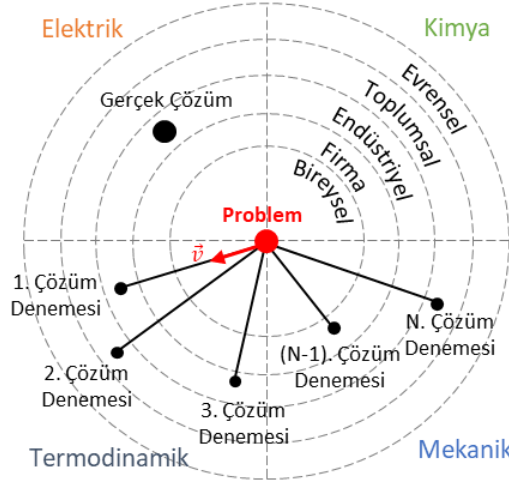 Elektrik
Kimya
Gerçek Çözüm
Evrensel
Toplumsal
Endüstriyel
Firma
Bireysel
Problem
v
1. Çözüm
Denemesi
2. Çözüm
Denemesi
3. Çözüm
Denemesi
(N-1). Çözüm
Denemesi
N. Çözüm
Denemesi
Termodinamik
Mekanik